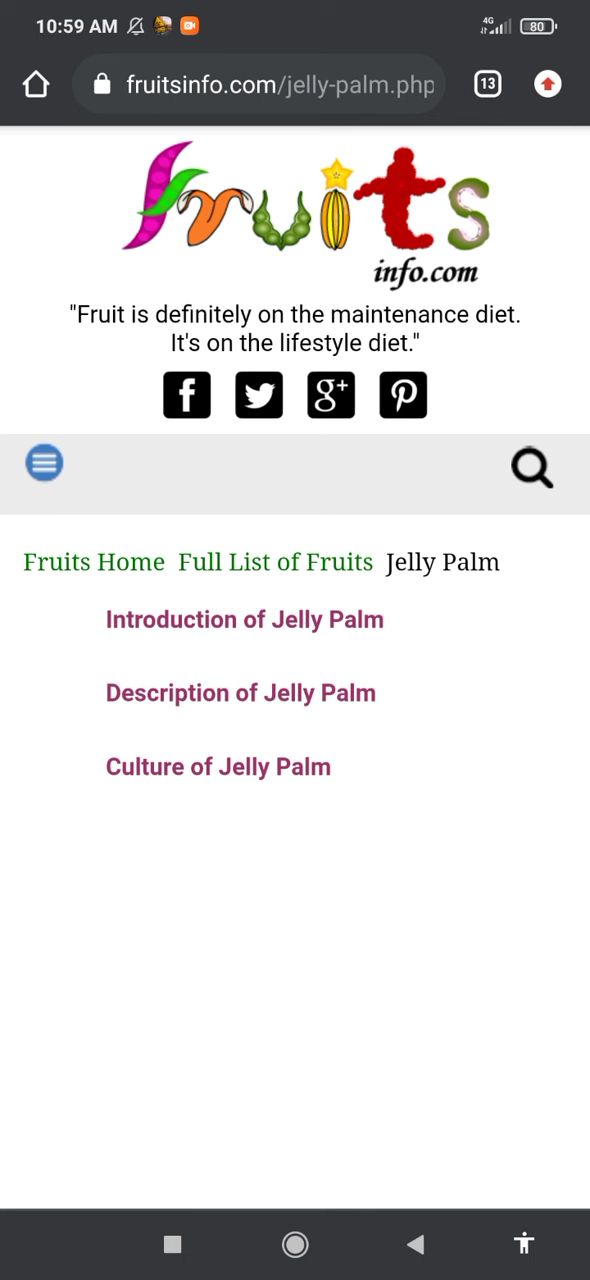 10:59 AM
4G
80
fruitsinfo.com/jelly-palm.php
13
fruits
info.com
"Fruit is definitely on the maintenance diet.
It's on the lifestyle diet."
f
g+
Fruits Home Full List of Fruits Jelly Palm
Introduction of Jelly Palm
Description of Jelly Palm
Culture of Jelly Palm